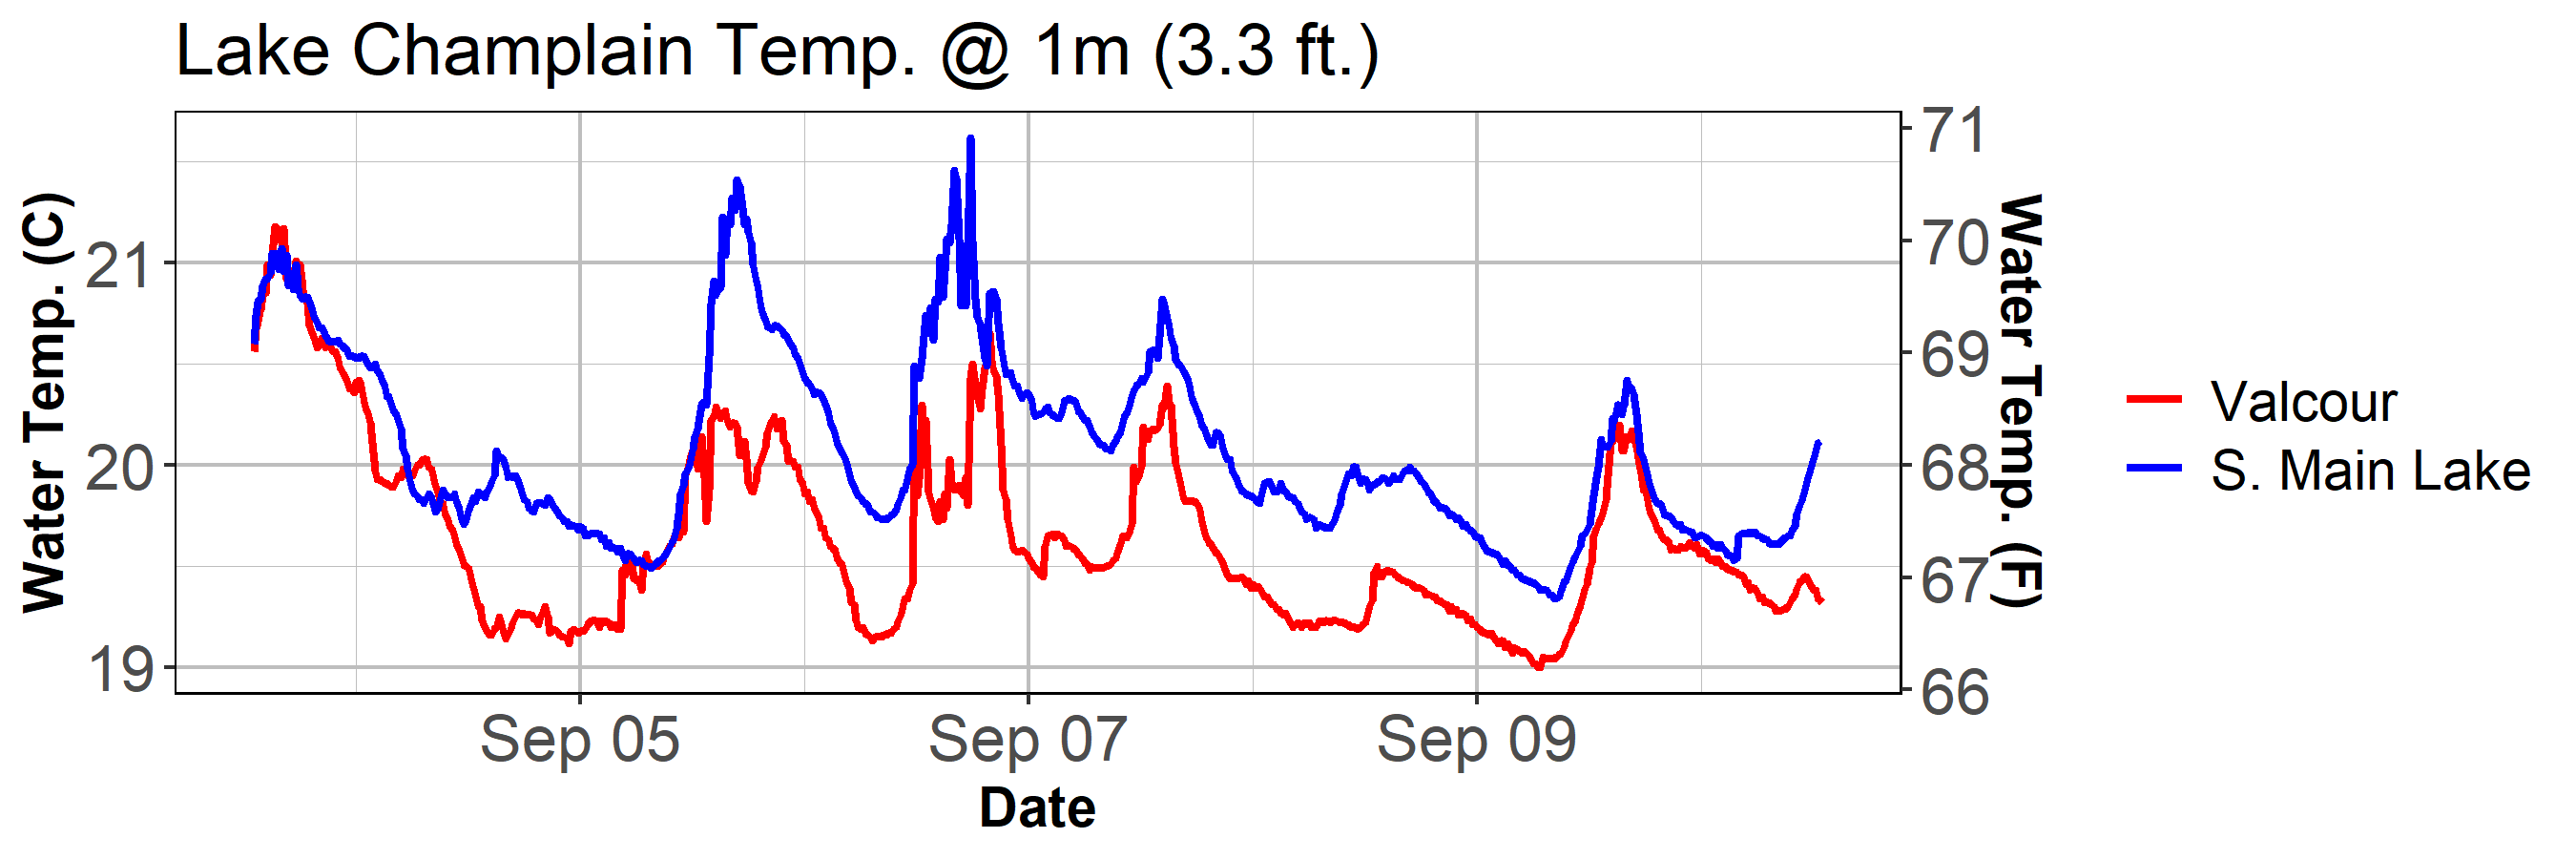 Lake Champlain Temp. @ 1m (3.3 ft.)
Water Temp. (C)
21
20
19
71
70
69
68
67
66
Water Temp. (F)
Sep 05
Sep 07
Sep 09
Date
Valcour
S. Main Lake